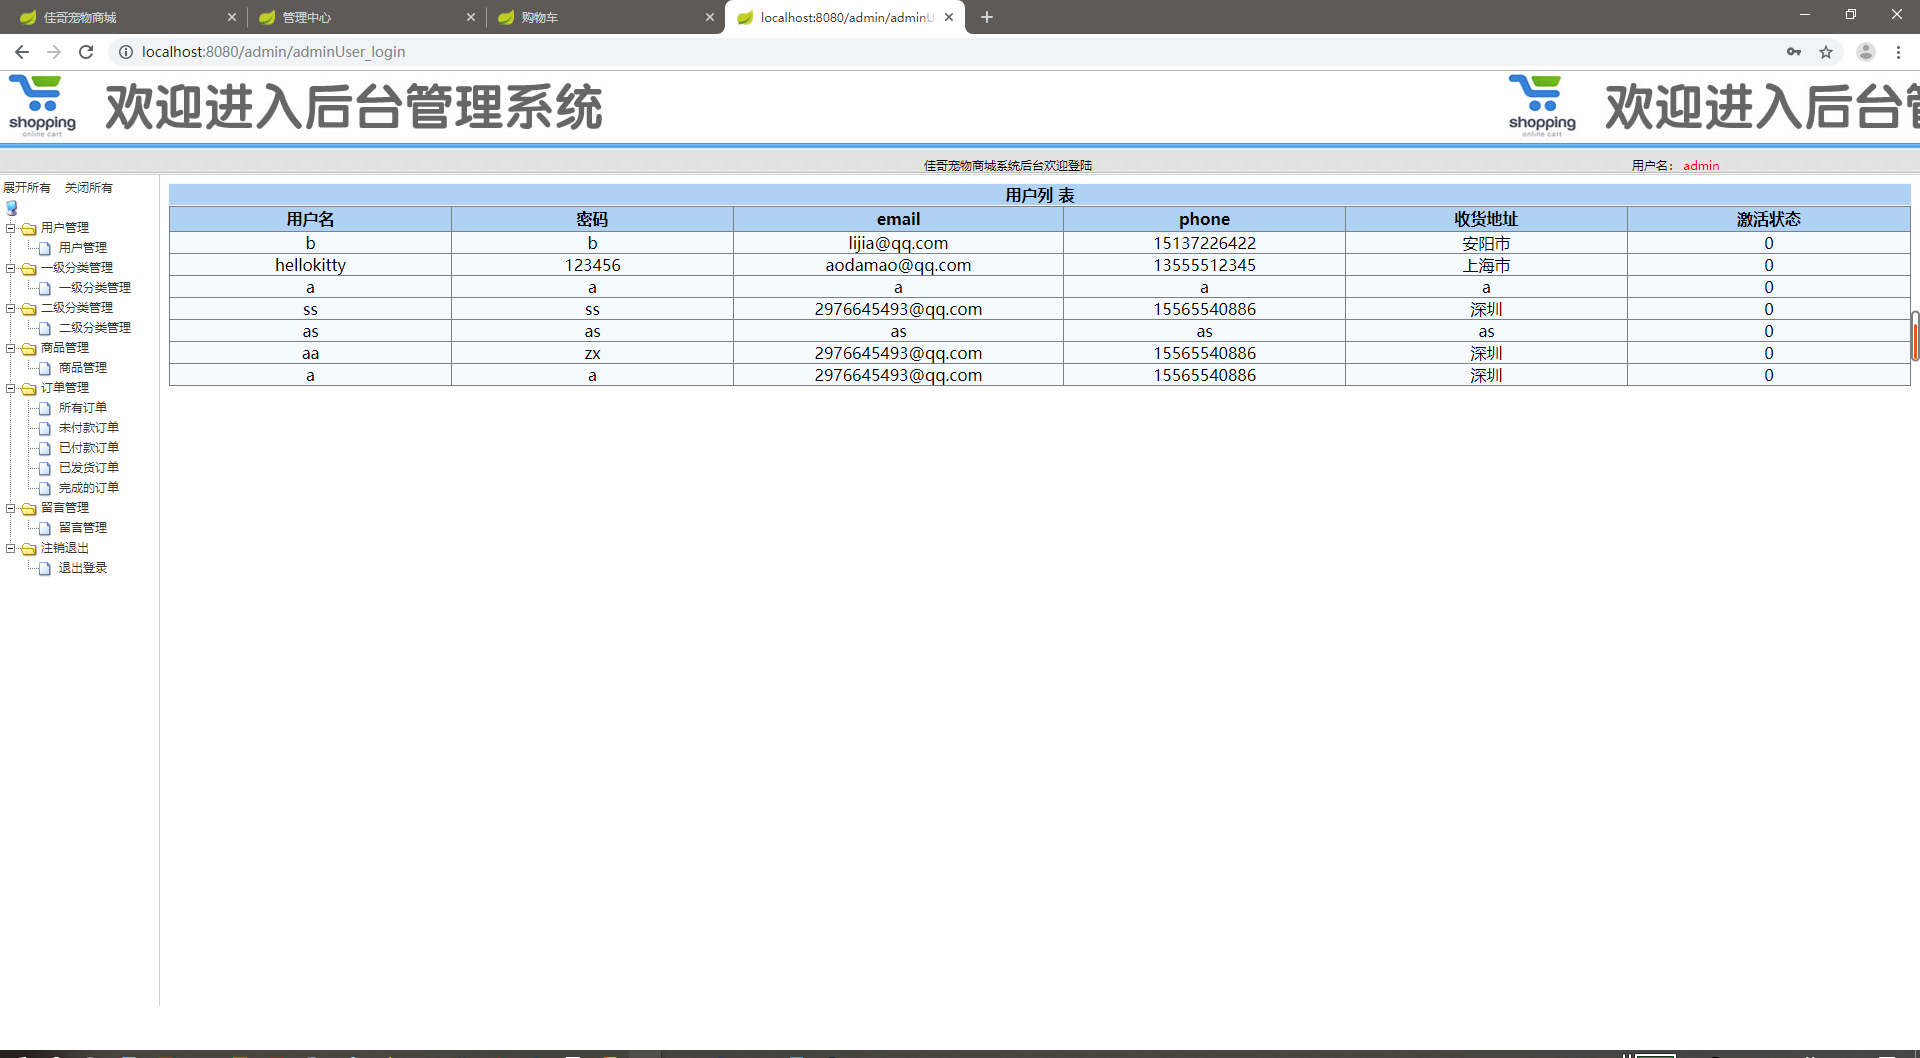 佳哥宠物商城 管理中心 购物车 localhost:8080/admin/adminU
localhost:8080/admin/adminUser_login
shopping 欢迎进入后台管理系统 shopping 欢迎进入后台管
online cart online cart
佳哥宠物商城系统后台欢迎登陆 用户名： admin
展开所有 关闭所有
用户管理
用户管理
一级分类管理
一级分类管理
二级分类管理
二级分类管理
商品管理
商品管理
订单管理
所有订单
未付款订单
已付款订单
已发货订单
完成的订单
留言管理
留言管理
注销退出
退出登录
用户列 表
用户名 密码 email phone 收货地址 激活状态
b b lijia@qq.com 15137226422 安阳市 0
hellokitty 123456 aodamao@qq.com 13555512345 上海市 0
a a a a a 0
ss ss 2976645493@qq.com 15565540886 深圳 0
as as as as as 0
aa zx 2976645493@qq.com 15565540886 深圳 0
a a 2976645493@qq.com 15565540886 深圳 0